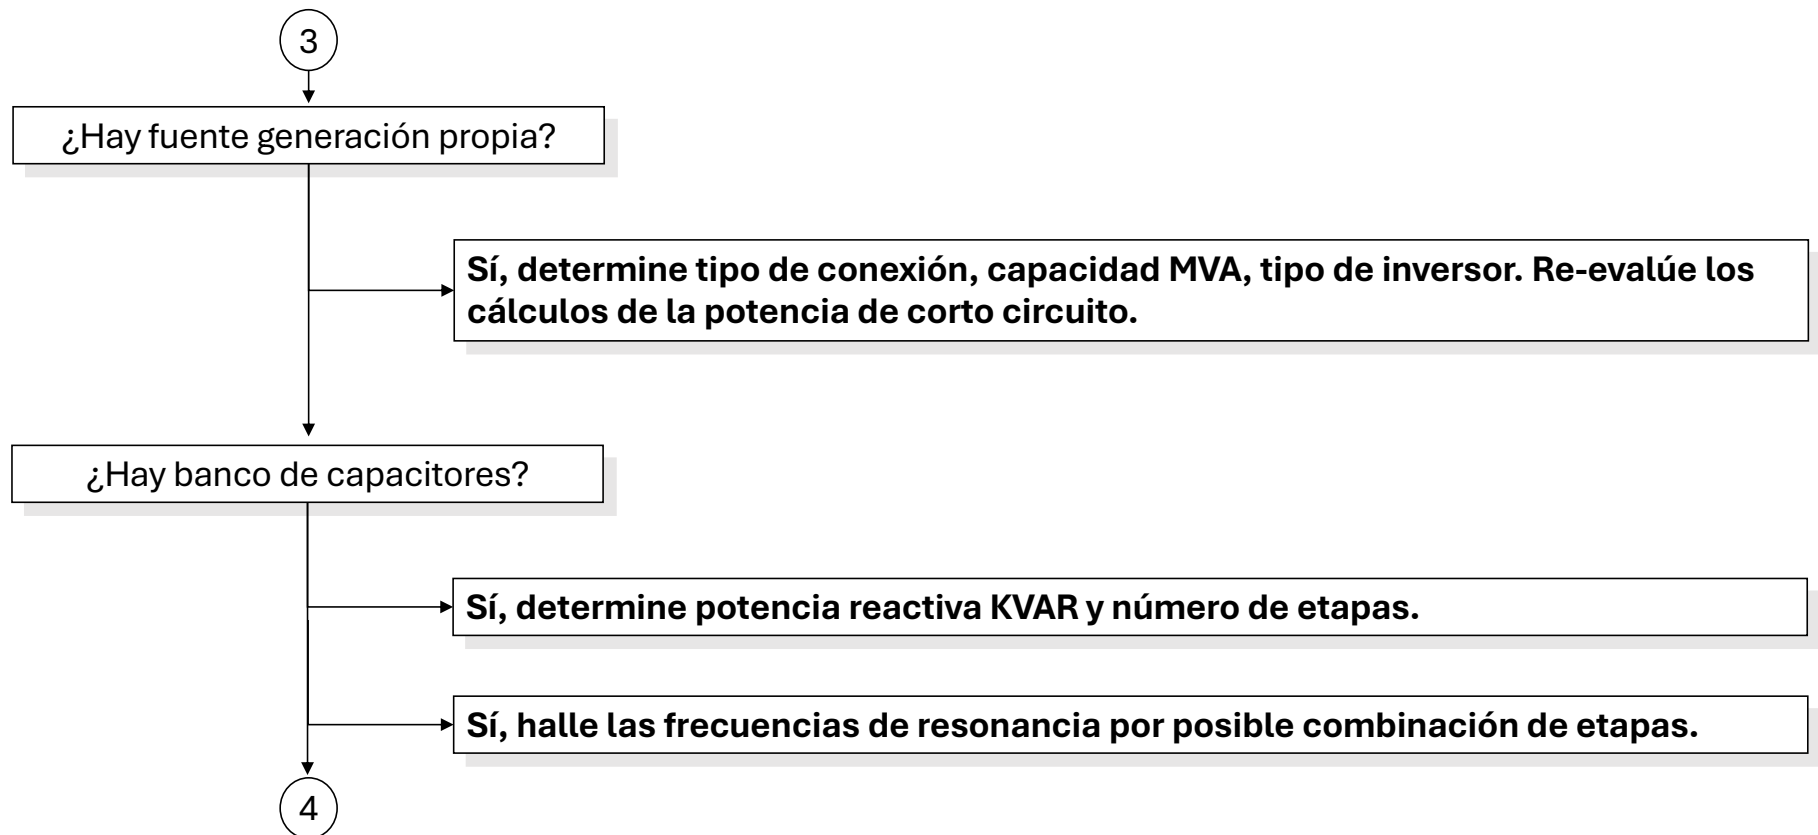 3
¿Hay fuente generación propia?
Sí, determine tipo de conexión, capacidad MVA, tipo de inversor. Re-evalúe los
cálculos de la potencia de corto circuito.
¿Hay banco de capacitores?
Sí, determine potencia reactiva KVAR y número de etapas.
Sí, halle las frecuencias de resonancia por posible combinación de etapas.
4